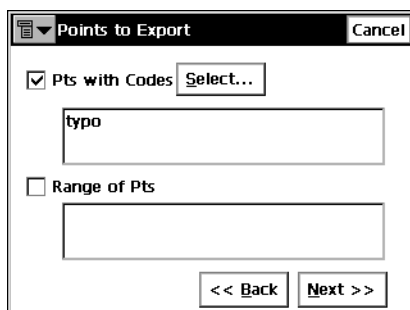 Points to Export Cancel
Pts with Codes Select...
typo
Range of Pts
<< Back Next >>